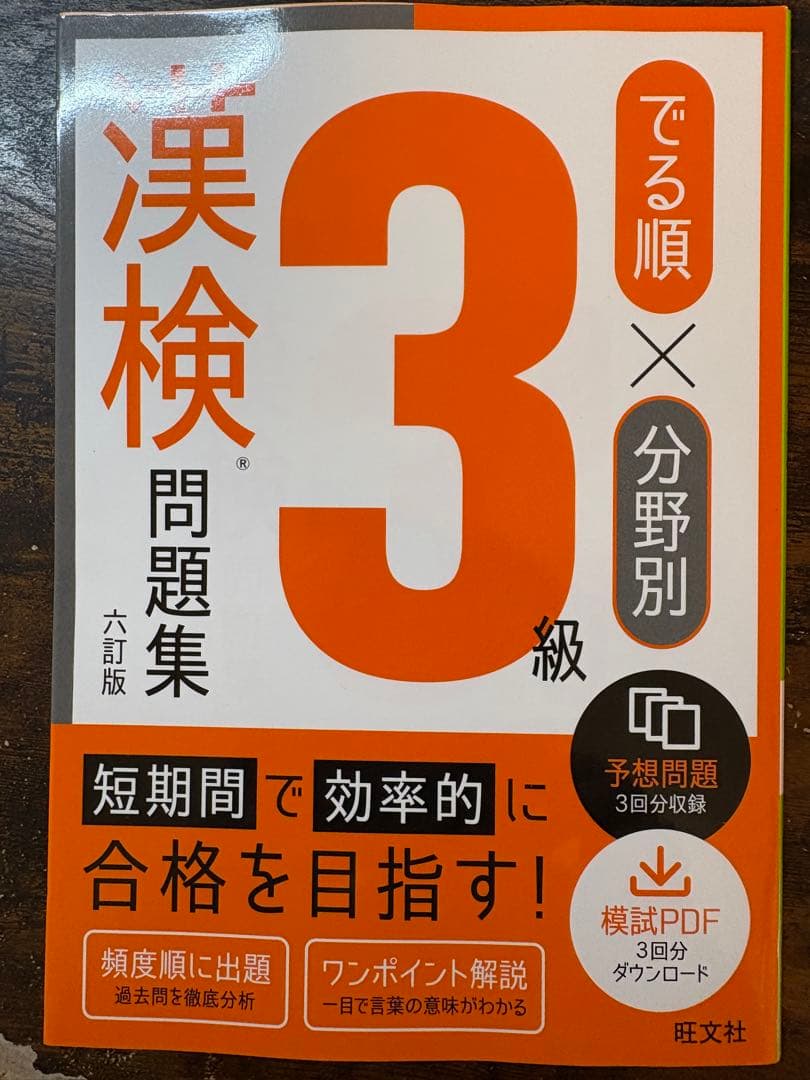 でる順
×
分野別
3
級
漢検®
問題集
六訂版
予想問題
3回分収録
模試PDF
3回分
ダウンロード
短期間で効率的に
合格を目指す!
頻度順に出題
過去問を徹底分析
ワンポイント解説
一目で言葉の意味がわかる
旺文社